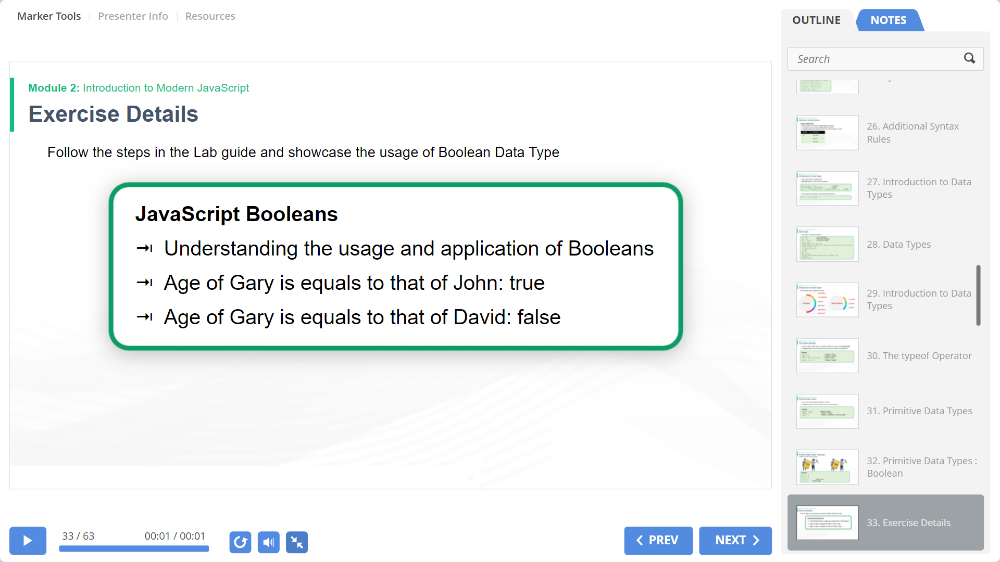 Marker Tools
Presenter Info
Resources
OUTLINE
NOTES
Search
Module 2: Introduction to Modern JavaScript
Exercise Details
Follow the steps in the Lab guide and showcase the usage of Boolean Data Type
JavaScript Booleans
Understanding the usage and application of Booleans
Age of Gary is equals to that of John: true
Age of Gary is equals to that of David: false
26. Additional Syntax
Rules
27. Introduction to Data
Types
28. Data Types
29. Introduction to Data
Types
30. The typeof Operator
31. Primitive Data Types
32. Primitive Data Types :
Boolean
33. Exercise Details
33 / 63
00:01 / 00:01
PREV
NEXT